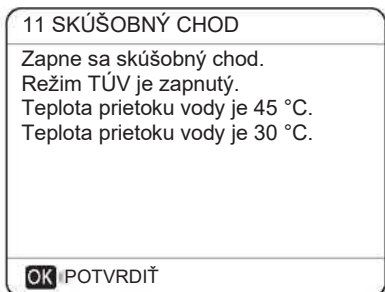 11 SKÚŠOBNÝ CHOD
Zapne sa skúšobný chod.
Režim TÚV je zapnutý.
Teplota prietoku vody je 45 °C.
Teplota prietoku vody je 30 °C.
OK POTVRDIŤ